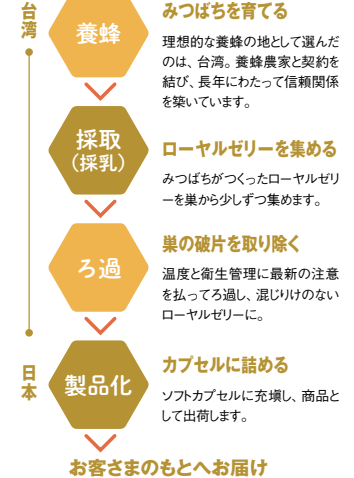 台湾
養蜂
みつばちを育てる
理想的な養蜂の地として選んだ
のは、台湾。養蜂農家と契約を
結び、長年にわたって信頼関係
を築いています。
採取
（採乳）
ローヤルゼリーを集める
みつばちがつくったローヤルゼリ
ーを巣から少しずつ集めます。
ろ過
巣の破片を取り除く
温度と衛生管理に最新の注意
を払ってろ過し、混じりけのない
ローヤルゼリーに。
日本
製品化
カプセルに詰める
ソフトカプセルに充填し、商品と
して出荷します。
お客さまのもとへお届け